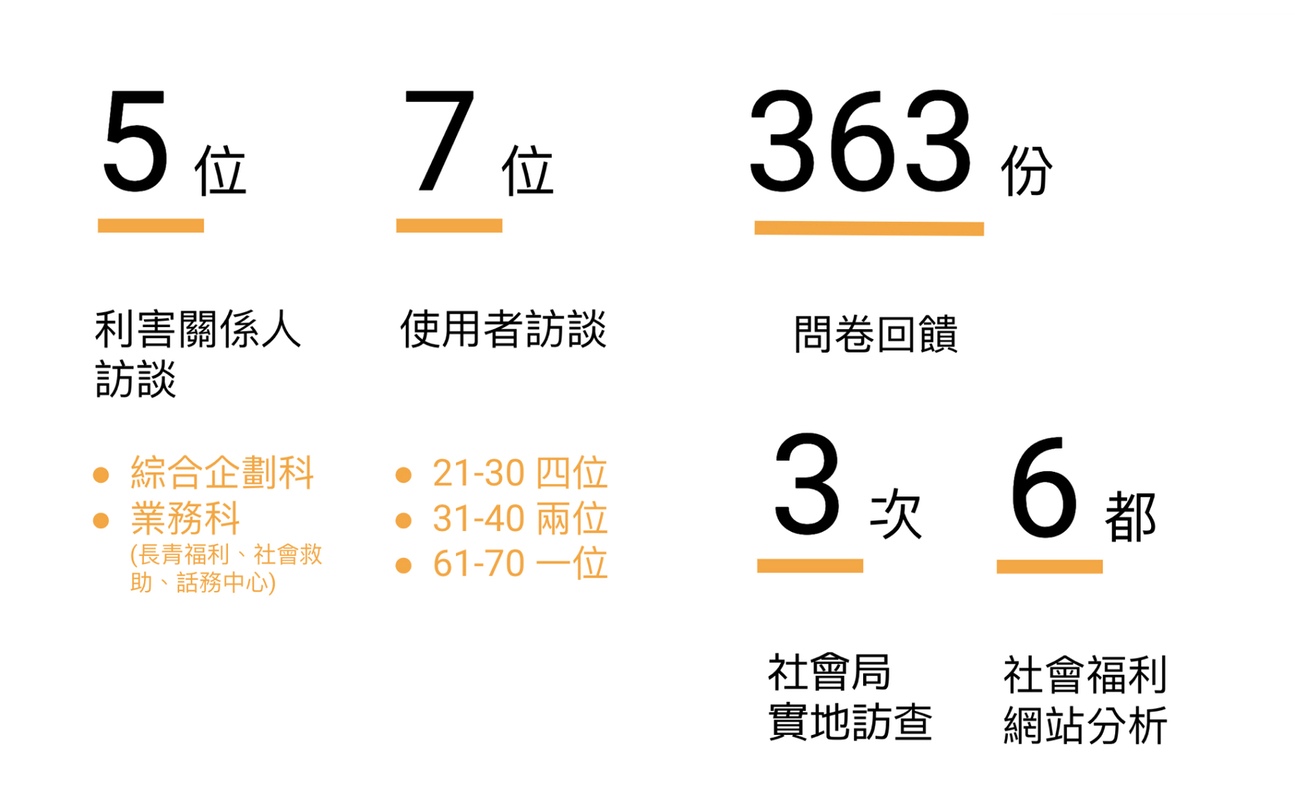 5 位
利害關係人
訪談
● 綜合企劃科
● 業務科
(長青福利、社會救
助、話務中心)
7 位
使用者訪談
● 21-30 四位
● 31-40 兩位
● 61-70 一位
363 份
問卷回饋
3 次
社會局
實地訪查
6 都
社會福利
網站分析